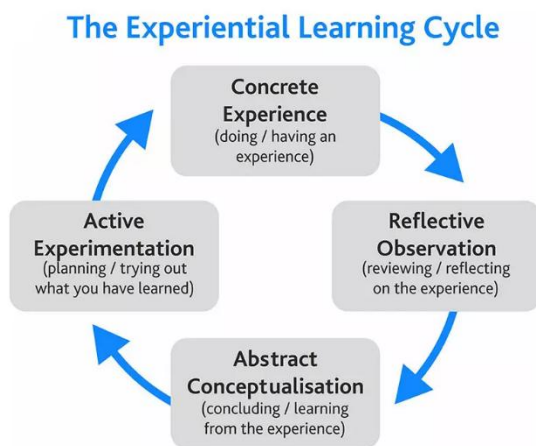 The Experiential Learning Cycle
Concrete
Experience
(doing / having an
experience)
Reflective
Observation
(reviewing / reflecting
on the experience)
Abstract
Conceptualisation
(concluding / learning
from the experience)
Active
Experimentation
(planning / trying out
what you have learned)